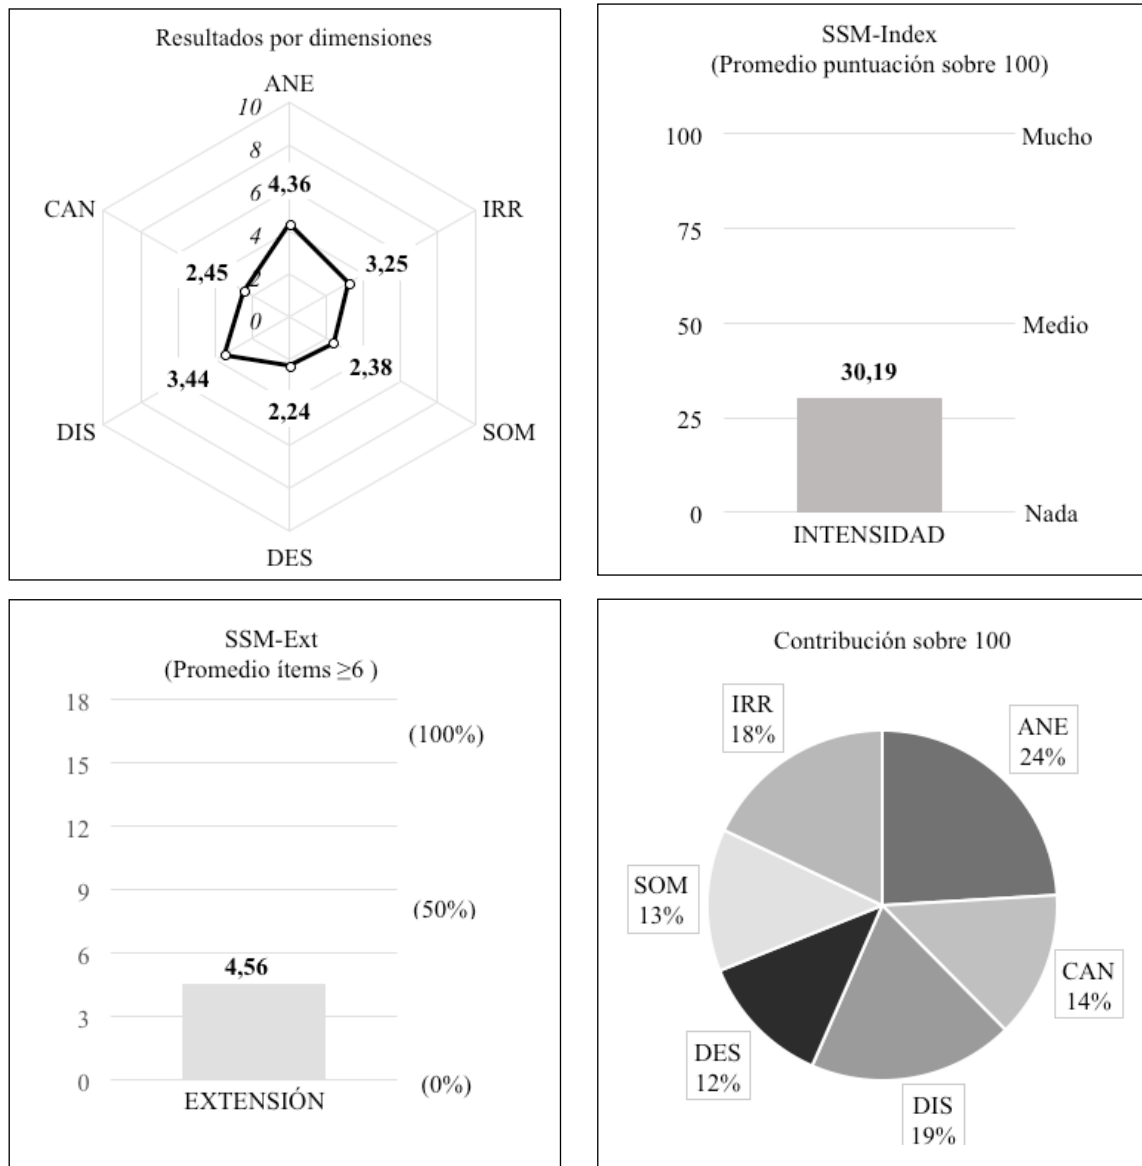 Resultados por dimensiones
ANE
10
8
6
4,36
CAN
IRR
4
2,45
2
3,25
0
3,44
2,38
2,24
DIS
SOM
DES
SSM-Index
(Promedio puntuación sobre 100)
100
Mucho
75
50
Medio
30,19
25
0
Nada
INTENSIDAD
SSM-Ext
(Promedio ítems ≥6 )
18
(100%)
15
12
9
(50%)
6
4,56
3
0
(0%)
EXTENSIÓN
Contribución sobre 100
IRR
18%
ANE
24%
SOM
13%
CAN
14%
DES
12%
DIS
19%